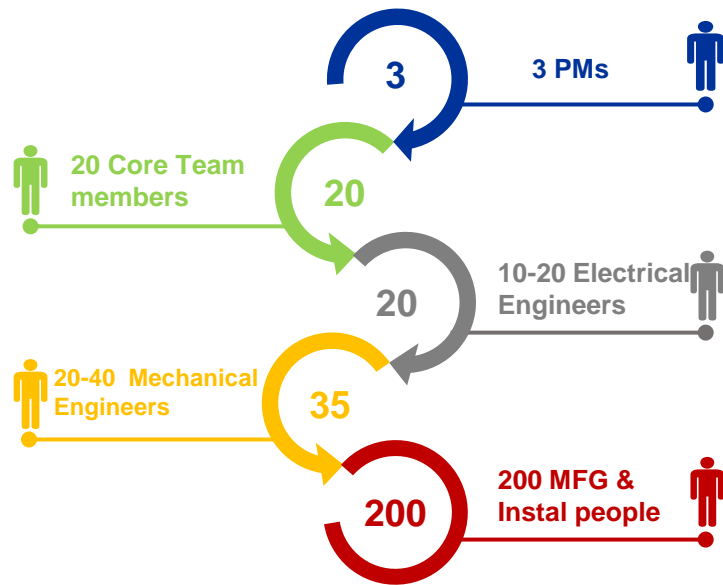 3
3 PMs
20 Core Team
members
20
10-20 Electrical
Engineers
20
20-40 Mechanical
Engineers
35
200 MFG &
Instal people
200